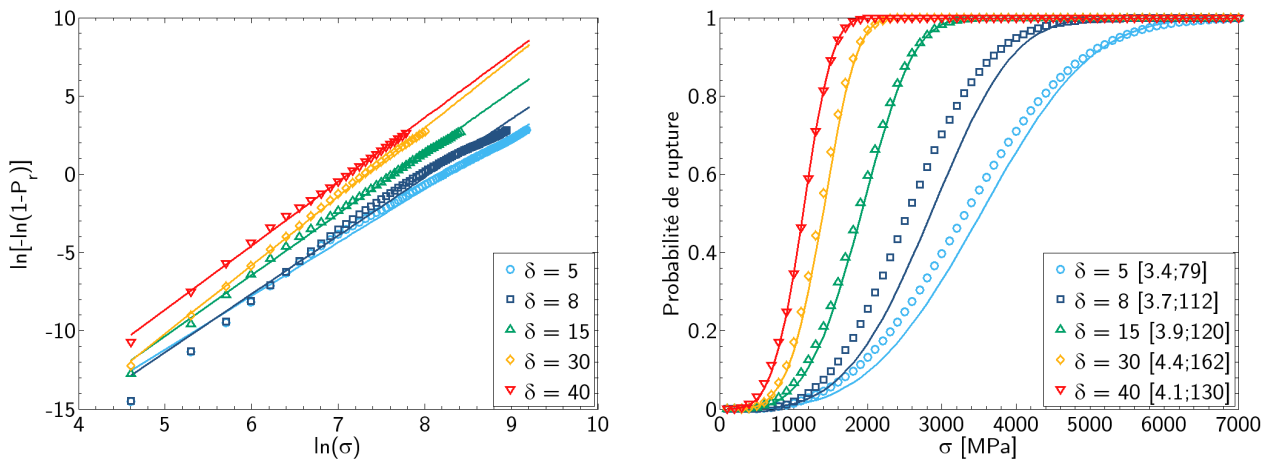 10
5
0
-5
-10
-15
4
5
6
7
8
9
10
ln[-ln(1-Pr)]
ln(σ)
δ = 5
δ = 8
δ = 15
δ = 30
δ = 40
1
0.8
0.6
0.4
0.2
0
0
1000
2000
3000
4000
5000
6000
7000
Probabilité de rupture
σ [MPa]
δ = 5 [3.4;79]
δ = 8 [3.7;112]
δ = 15 [3.9;120]
δ = 30 [4.4;162]
δ = 40 [4.1;130]